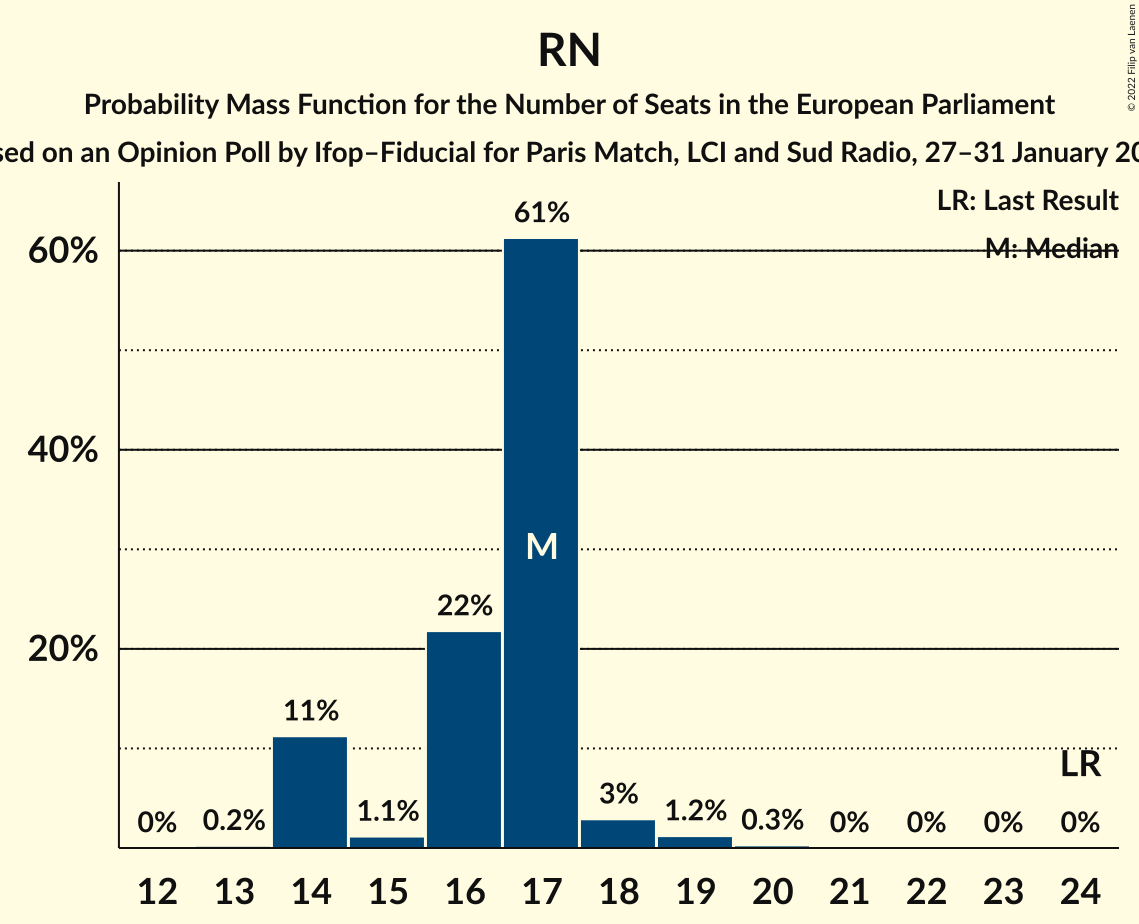 RN
Probability Mass Function for the Number of Seats in the European Parliament
on an Opinion Poll by Ifop–Fiducial for Paris Match, LCI and Sud Radio, 27–31 January
© 2022 Filip van Laenen
LR: Last Result
M: Median
60%
40%
20%
0%
0.2%
11%
1.1%
22%
61%
M
3%
1.2%
0.3%
0%
0%
0%
LR
0%
12 13 14 15 16 17 18 19 20 21 22 23 24